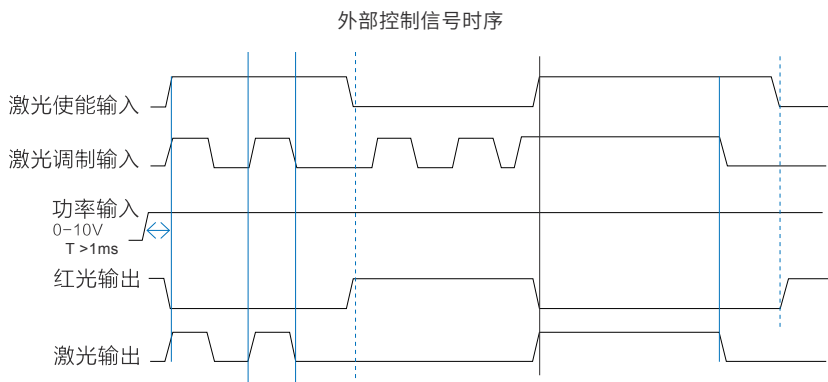 外部控制信号时序
激光使能输入
激光调制输入
功率输入
0-10V
T >1ms
红光输出
激光输出